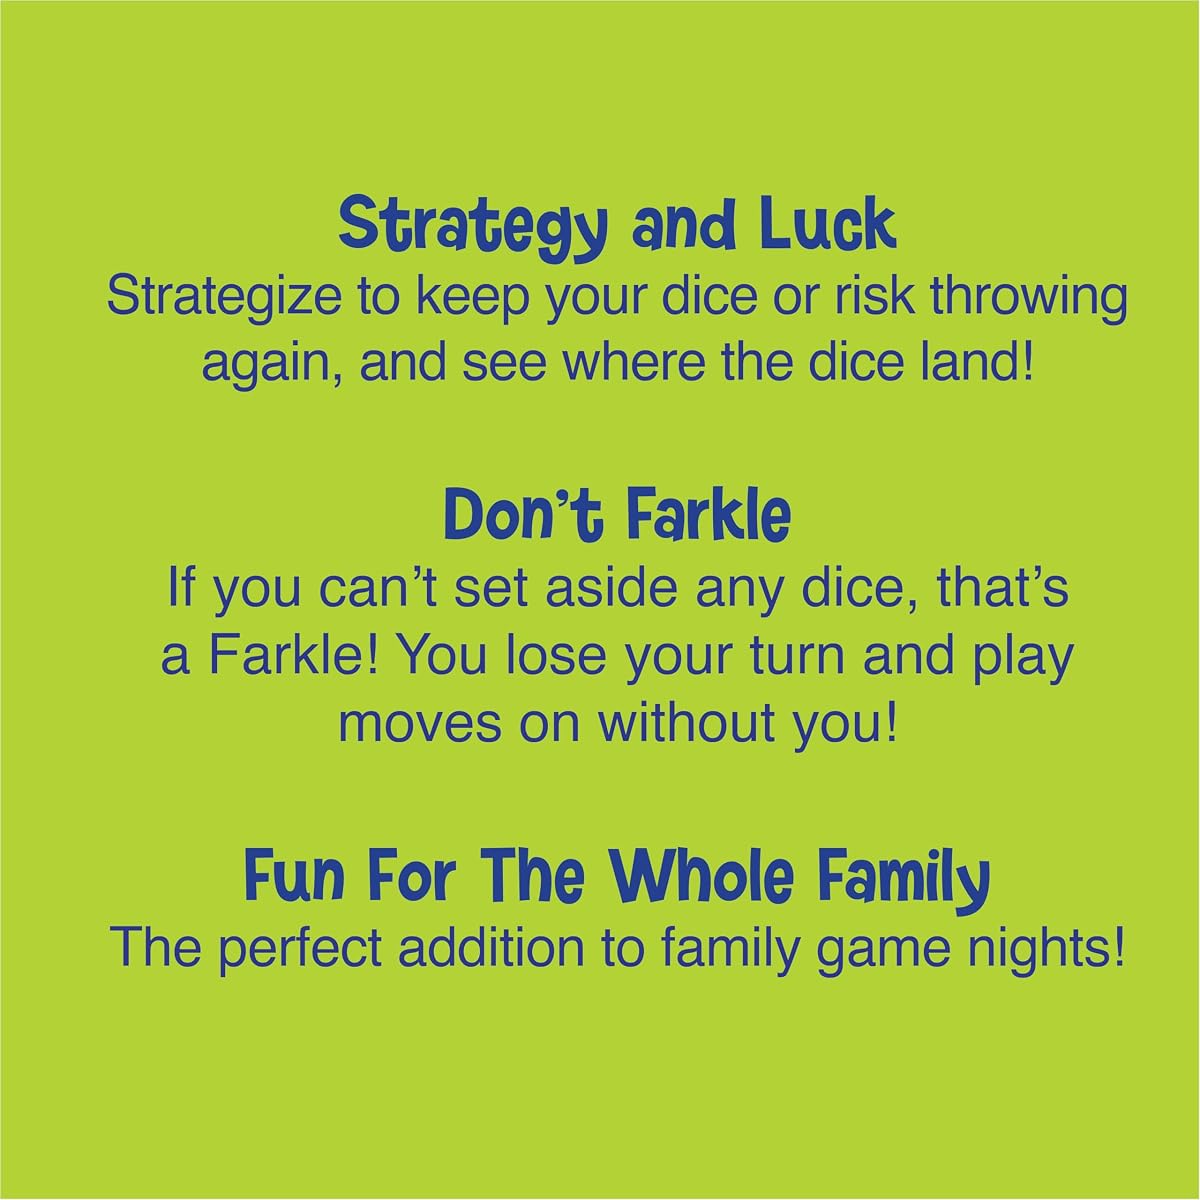 Strategy and Luck
Strategize to keep your dice or risk throwing
again, and see where the dice land!
Don’t Farkle
If you can’t set aside any dice, that’s
a Farkle! You lose your turn and play
moves on without you!
Fun For The Whole Family
The perfect addition to family game nights!